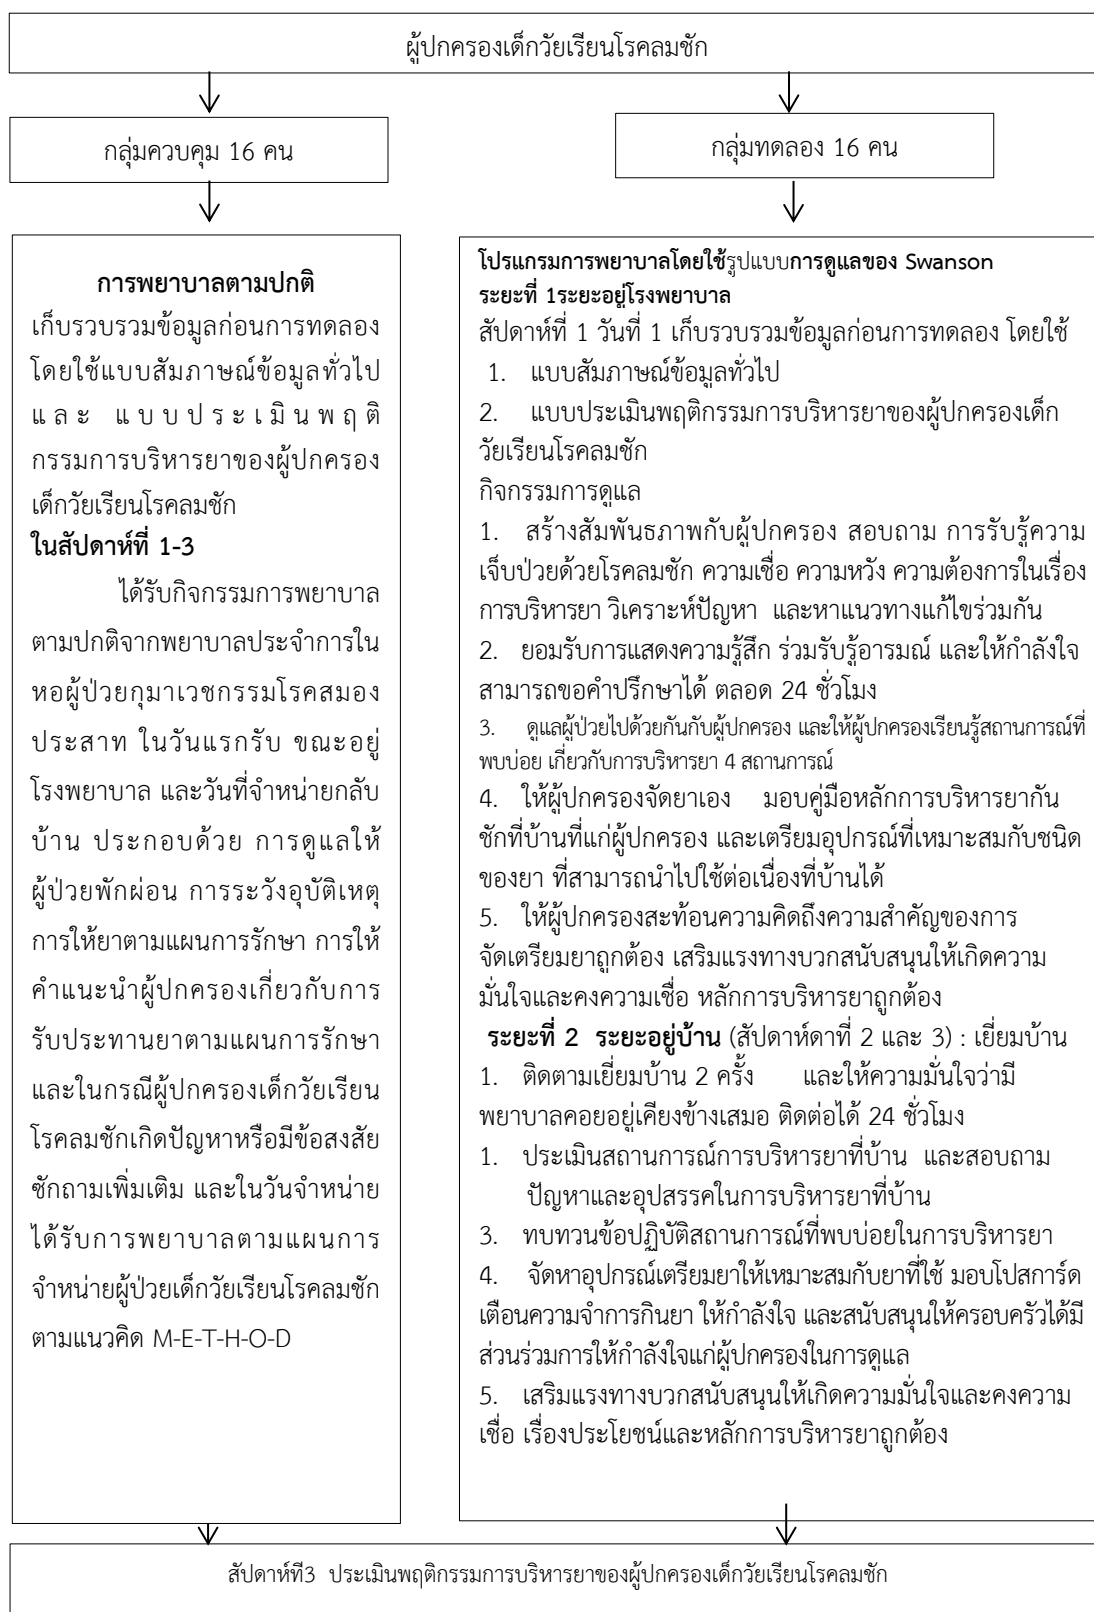 ผู้ปกครองเด็กวัยเรียนโรคลมชัก
กลุ่มควบคุม 16 คน
กลุ่มทดลอง 16 คน
การพยาบาลตามปกติ
เก็บรวบรวมข้อมูลก่อนการทดลอง
โดยใช้แบบสัมภาษณ์ข้อมูลทั่วไป
และ แบบประเมินพฤติ
กรรมการบริหารยาของผู้ปกครอง
เด็กวัยเรียนโรคลมชัก
ในสัปดาห์ที่ 1-3
ได้รับกิจกรรมการพยาบาล
ตามปกติจากพยาบาลประจำการใน
หอผู้ป่วยกุมาเวชกรรมโรคสมอง
ประสาท ในวันแรกรับ ขณะอยู่
โรงพยาบาล และวันที่จำหน่ายกลับ
บ้าน ประกอบด้วย การดูแลให้
ผู้ป่วยพักผ่อน การระวังอุบัติเหตุ
การให้ยาตามแผนการรักษา การให้
คำแนะนำผู้ปกครองเกี่ยวกับการ
รับประทานยาตามแผนการรักษา
และในกรณีผู้ปกครองเด็กวัยเรียน
โรคลมชักเกิดปัญหาหรือมีข้อสงสัย
ซักถามเพิ่มเติม และในวันจำหน่าย
ได้รับการพยาบาลตามแผนการ
จำหน่ายผู้ป่วยเด็กวัยเรียนโรคลมชัก
ตามแนวคิด M-E-T-H-O-D
โปรแกรมการพยาบาลโดยใช้รูปแบบการดูแลของ Swanson
ระยะที่ 1ระยะอยู่โรงพยาบาล
สัปดาห์ที่ 1 วันที่ 1 เก็บรวบรวมข้อมูลก่อนการทดลอง โดยใช้
1. แบบสัมภาษณ์ข้อมูลทั่วไป
2. แบบประเมินพฤติกรรมการบริหารยาของผู้ปกครองเด็ก
วัยเรียนโรคลมชัก
กิจกรรมการดูแล
1. สร้างสัมพันธภาพกับผู้ปกครอง สอบถาม การรับรู้ความ
เจ็บป่วยด้วยโรคลมชัก ความเชื่อ ความหวัง ความต้องการในเรื่อง
การบริหารยา วิเคราะห์ปัญหา และหาแนวทางแก้ไขร่วมกัน
2. ยอมรับการแสดงความรู้สึก ร่วมรับรู้อารมณ์ และให้กำลังใจ
สามารถขอคำปรึกษาได้ ตลอด 24 ชั่วโมง
3. ดูแลผู้ป่วยไปด้วยกันกับผู้ปกครอง และให้ผู้ปกครองเรียนรู้สถานการณ์ที่
พบบ่อย เกี่ยวกับการบริหารยา 4 สถานการณ์
4. ให้ผู้ปกครองจัดยาเอง มอบคู่มือหลักการบริหารยากัน
ชักที่บ้านที่แก่ผู้ปกครอง และเตรียมอุปกรณ์ที่เหมาะสมกับชนิด
ของยา ที่สามารถนำไปใช้ต่อเนื่องที่บ้านได้
5. ให้ผู้ปกครองสะท้อนความคิดถึงความสำคัญของการ
จัดเตรียมยาถูกต้อง เสริมแรงทางบวกสนับสนุนให้เกิดความ
มั่นใจและคงความเชื่อ หลักการบริหารยาถูกต้อง
ระยะที่ 2 ระยะอยู่บ้าน (สัปดาห์ดาที่ 2 และ 3) : เยี่ยมบ้าน
1. ติดตามเยี่ยมบ้าน 2 ครั้ง และให้ความมั่นใจว่ามี
พยาบาลคอยอยู่เคียงข้างเสมอ ติดต่อได้ 24 ชั่วโมง
1. ประเมินสถานการณ์การบริหารยาที่บ้าน และสอบถาม
ปัญหาและอุปสรรคในการบริหารยาที่บ้าน
3. ทบทวนข้อปฏิบัติสถานการณ์ที่พบบ่อยในการบริหารยา
4. จัดหาอุปกรณ์เตรียมยาให้เหมาะสมกับยาที่ใช้ มอบโปสการ์ด
เตือนความจำการกินยา ให้กำลังใจ และสนับสนุนให้ครอบครัวได้มี
ส่วนร่วมการให้กำลังใจแก่ผู้ปกครองในการดูแล
5. เสริมแรงทางบวกสนับสนุนให้เกิดความมั่นใจและคงความ
เชื่อ เรื่องประโยชน์และหลักการบริหารยาถูกต้อง
สัปดาห์ที3 ประเมินพฤติกรรมการบริหารยาของผู้ปกครองเด็กวัยเรียนโรคลมชัก